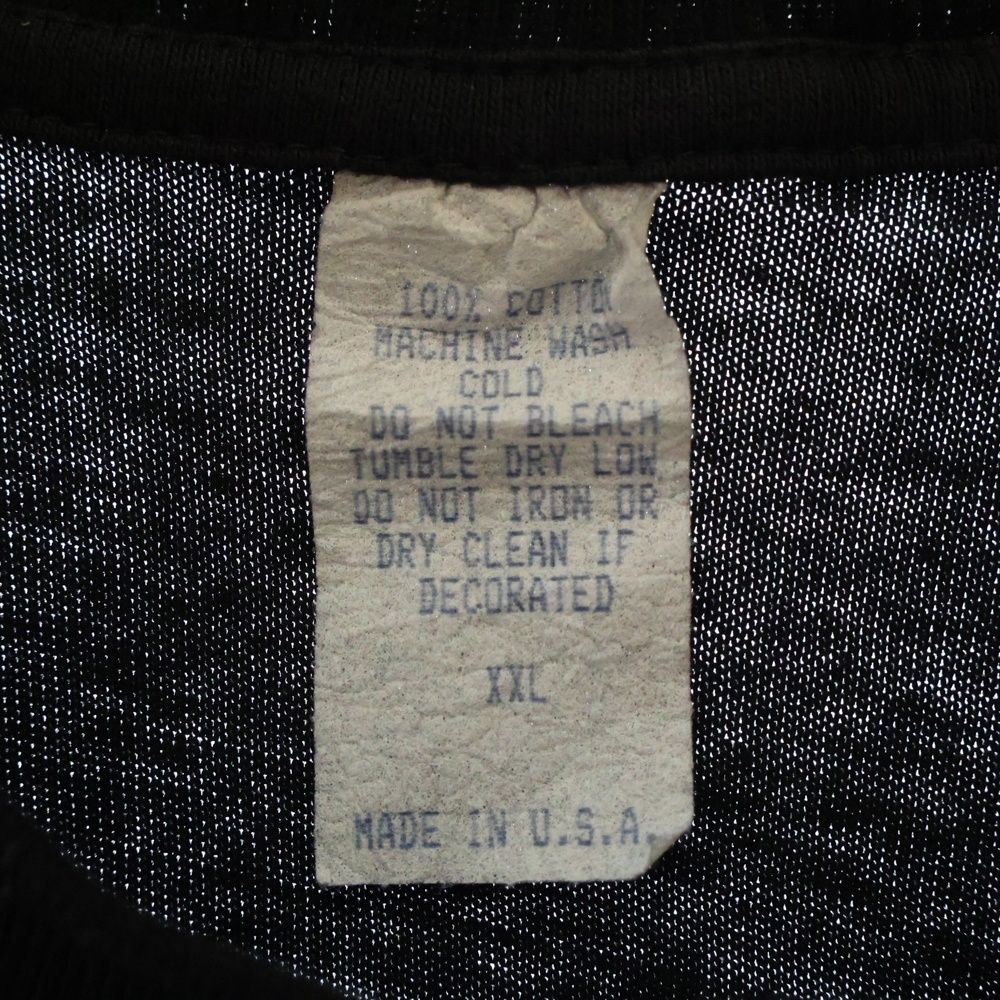 100% COTTON
MACHINE WASH
COLD
DO NOT BLEACH
TUMBLE DRY LOW
DO NOT IRON OR
DRY CLEAN IF
DECORATED
XXL
MADE IN U.S.A.